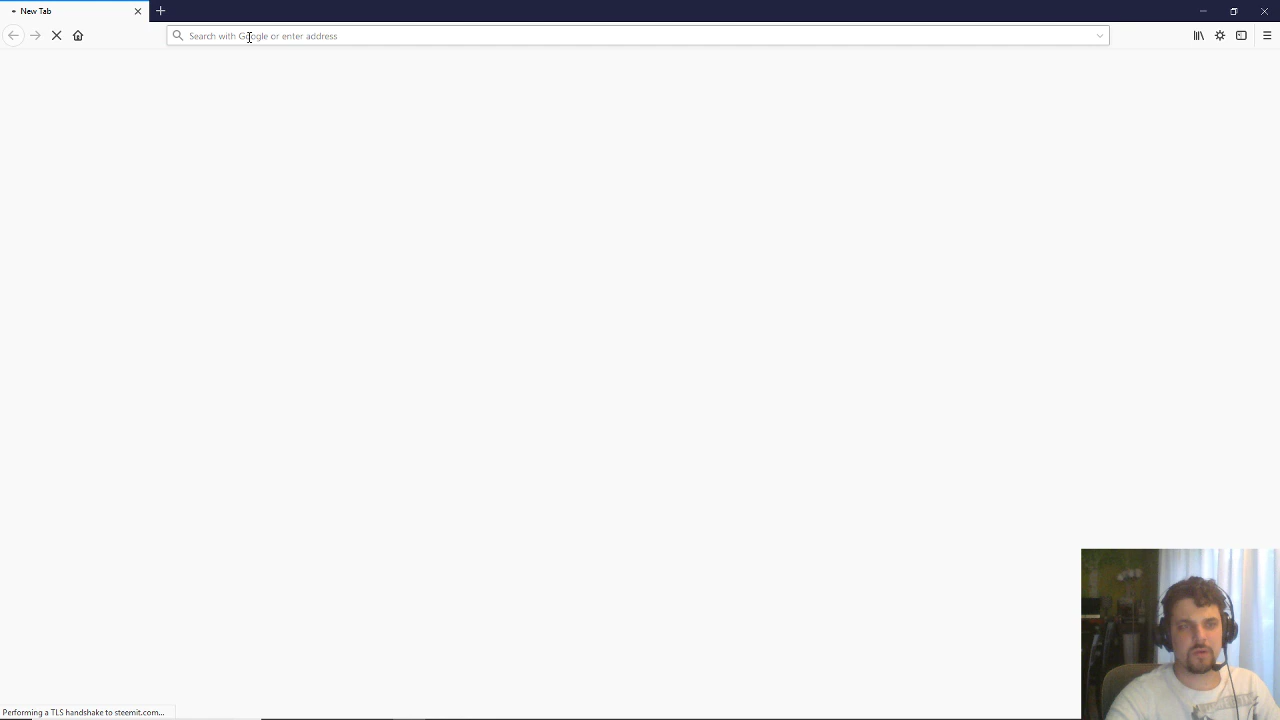 New Tab
Search with Google or enter address
Performing a TLS handshake to steemit.com...